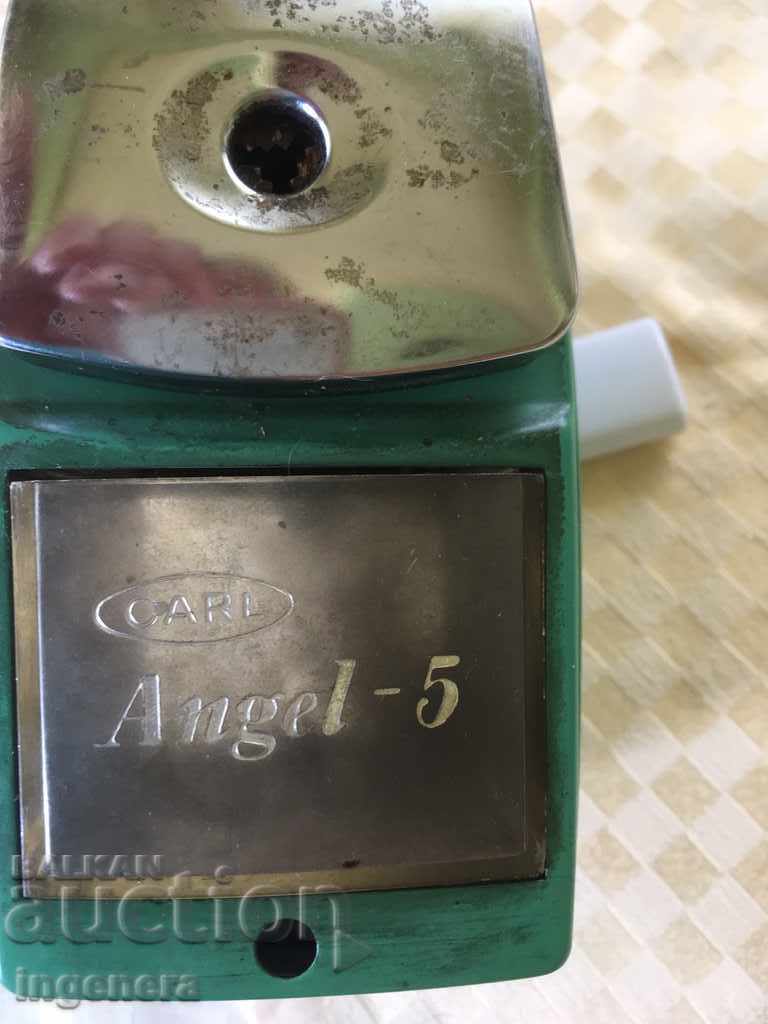 CARL
Angel-5
BALKAN
auction
ingenera